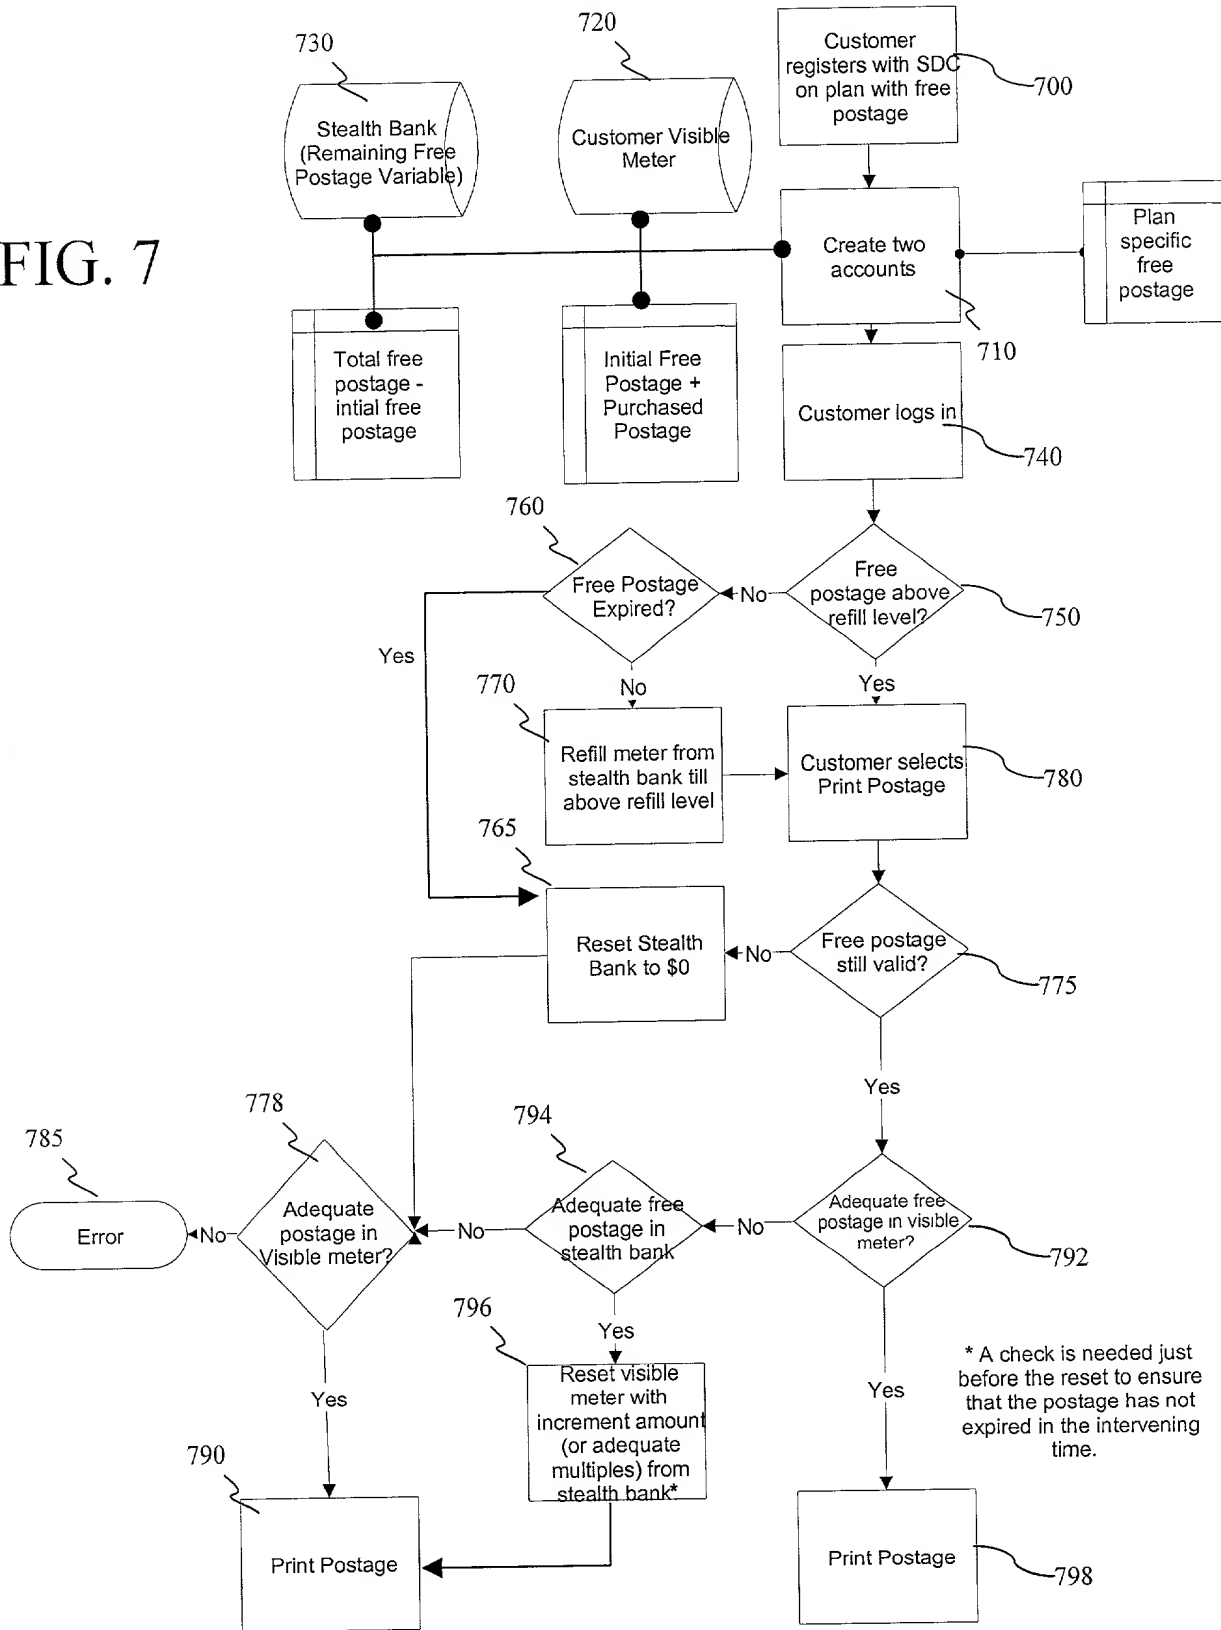 FIG. 7
730
Stealth Bank
(Remaining Free
Postage Variable)
720
Customer Visible
Meter
Customer
registers with SDC
on plan with free
postage
700
Create two
accounts
710
Plan
specific
free
postage
Total free
postage -
intial free
postage
Initial Free
Postage +
Purchased
Postage
Customer logs in
740
760
Free Postage
Expired?
No
Free
postage above
refill level?
750
Yes
No
Yes
770
Refill meter from
stealth bank till
above refill level
Customer selects
Print Postage
780
765
Reset Stealth
Bank to $0
No
Free postage
still valid?
775
Yes
785
Error
No
778
Adequate
postage in
Visible meter?
No
794
Adequate free
postage in
stealth bank
No
Adequate free
postage in visible
meter?
792
Yes
796
Yes
Reset visible
meter with
increment amount
(or adequate
multiples) from
stealth bank*
Yes
* A check is needed just
before the reset to ensure
that the postage has not
expired in the intervening
time.
790
Print Postage
Print Postage
798